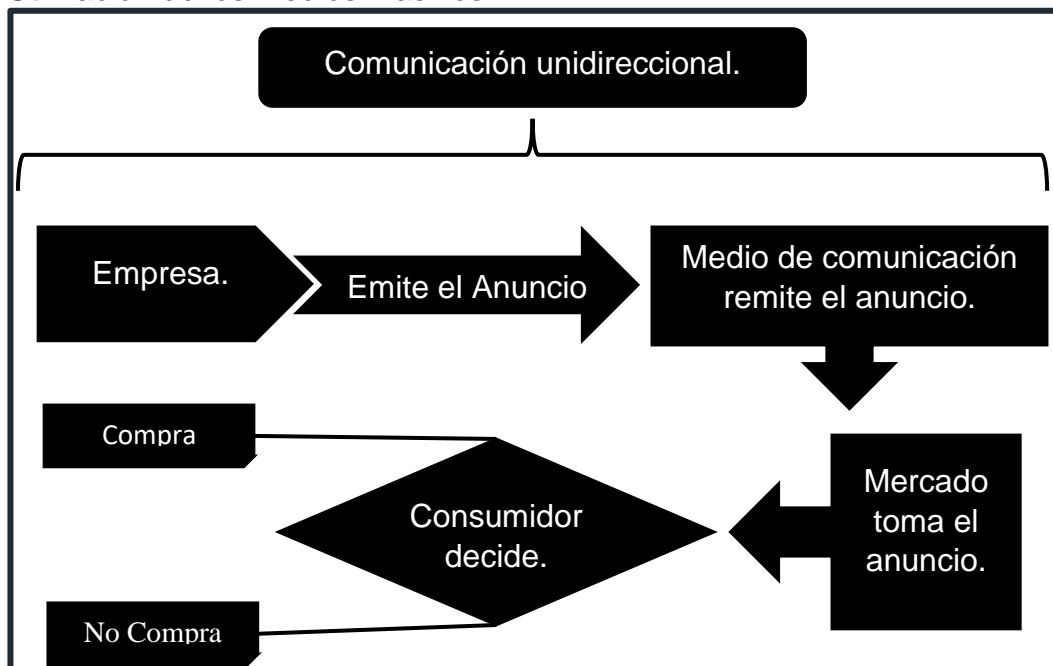 Comunicación unidireccional.
Empresa.
Emite el Anuncio
Medio de comunicación
remite el anuncio.
Mercado
toma el
anuncio.
Consumidor
decide.
Compra
No Compra